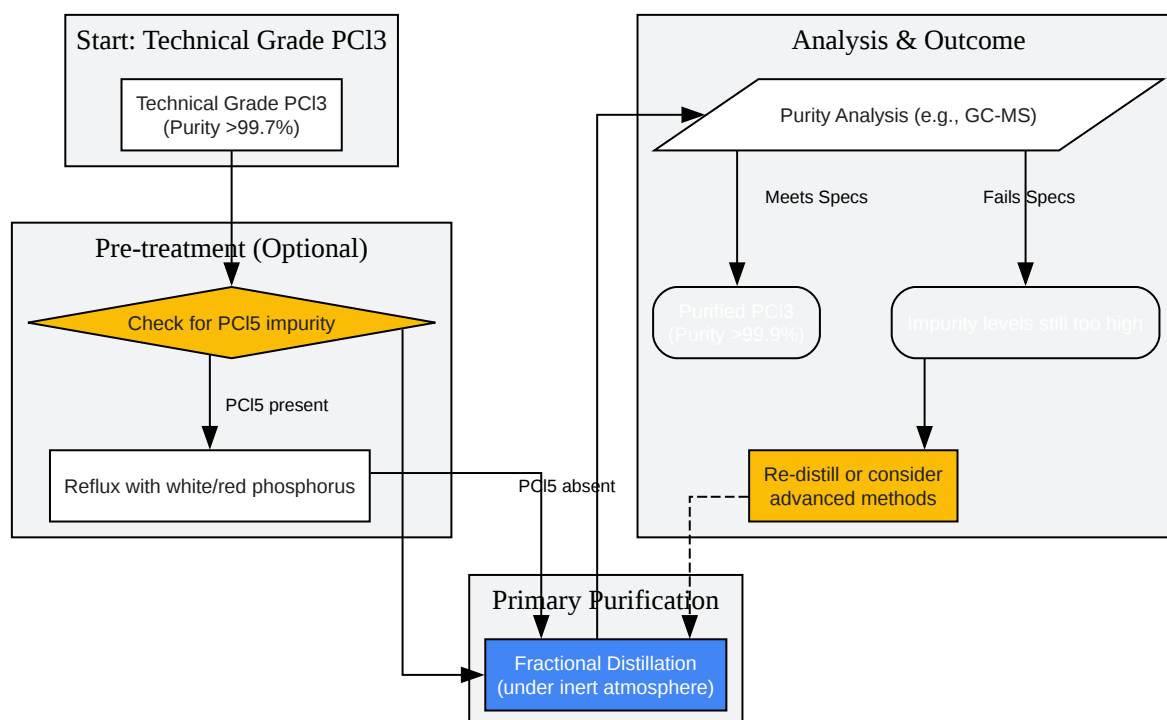 Start: Technical Grade PCl3
Technical Grade PCl3
(Purity >99.7%)
Pre-treatment (Optional)
Check for PCl5 impurity
PCl5 present
Reflux with white/red phosphorus
PCl5 absent
Primary Purification
Fractional Distillation
(under inert atmosphere)
Analysis & Outcome
Purity Analysis (e.g., GC-MS)
Meets Specs
Fails Specs
Purified PCl3
(Purity >99.9%)
Impurity levels still too high
Re-distill or consider
advanced methods